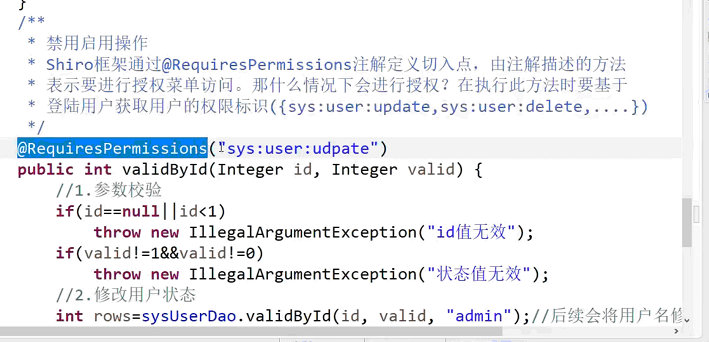 }
/**
* 禁用启用操作
* Shiro框架通过@RequiresPermissions注解定义切入点，由注解描述的方法
* 表示要进行授权菜单访问。那什么情况下会进行授权？在执行此方法时要基于
* 登陆用户获取用户的权限标识({sys:user:update,sys:user:delete,....})
*/
@RequiresPermissions("sys:user:udpate")
public int validById(Integer id, Integer valid) {
//1.参数校验
if(id==null||id<1)
throw new IllegalArgumentException("id值无效");
if(valid!=1&&valid!=0)
throw new IllegalArgumentException("状态值无效");
//2.修改用户状态
int rows=sysUserDao.validById(id, valid, "admin");//后续会将用户名修